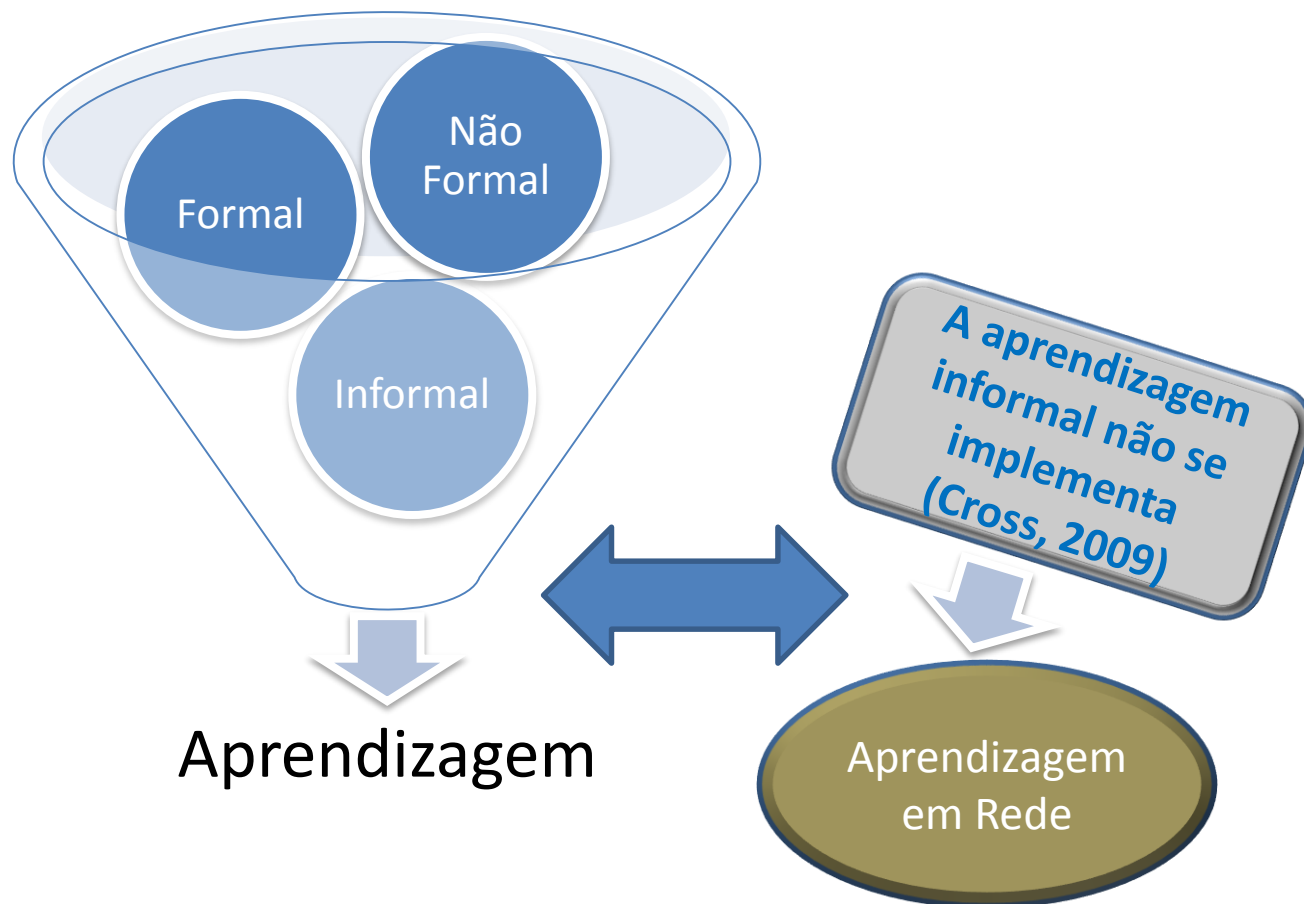 Não
Formal
Formal
Informal
Aprendizagem
A aprendizagem
informal não se
implementa
(Cross, 2009)
Aprendizagem
em Rede